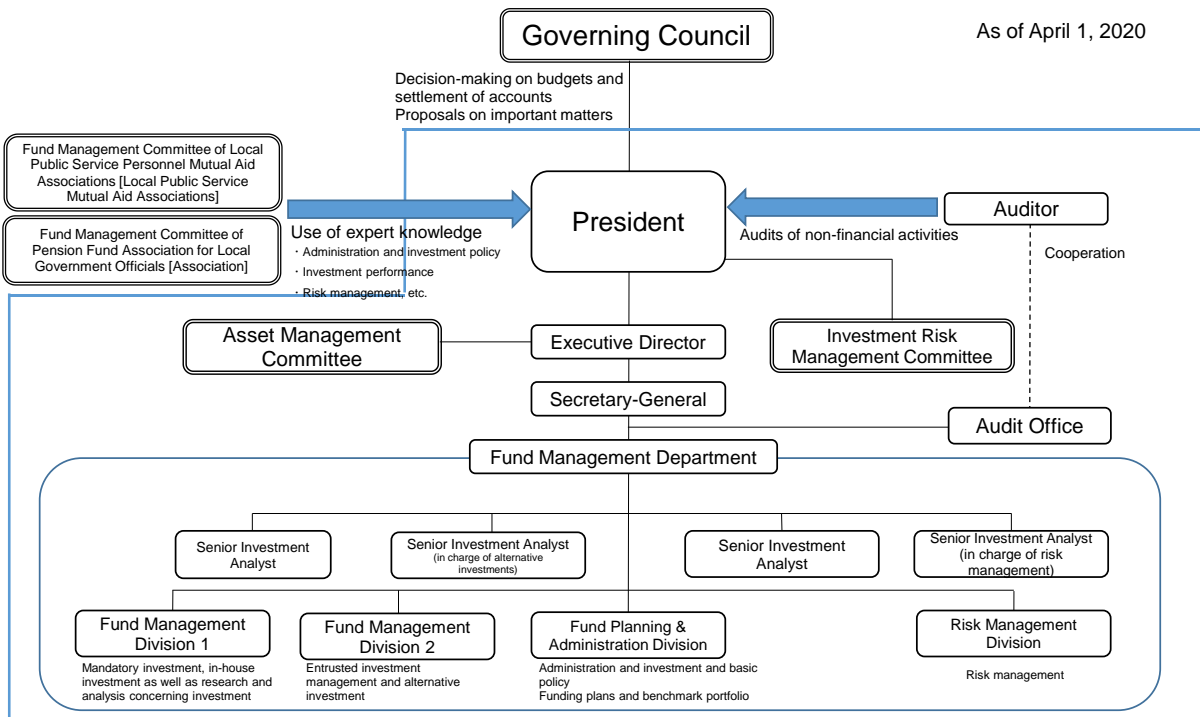 Governing Council
As of April 1, 2020
Decision-making on budgets and
settlement of accounts
Proposals on important matters
Fund Management Committee of Local
Public Service Personnel Mutual Aid
Associations [Local Public Service
Mutual Aid Associations]
Fund Management Committee of
Pension Fund Association for Local
Government Officials [Association]
Use of expert knowledge
・Administration and investment policy
・Investment performance
・Risk management, etc.
President
Auditor
Audits of non-financial activities
Cooperation
Asset Management
Committee
Executive Director
Investment Risk
Management Committee
Secretary-General
Audit Office
Fund Management Department
Senior Investment
Analyst
Senior Investment Analyst
(in charge of alternative
investments)
Senior Investment
Analyst
Senior Investment Analyst
(in charge of risk
management)
Fund Management
Division 1
Mandatory investment, in-house
investment as well as research and
analysis concerning investment
Fund Management
Division 2
Entrusted investment
management and alternative
investment
Fund Planning &
Administration Division
Administration and investment and basic
policy
Funding plans and benchmark portfolio
Risk Management
Division
Risk management